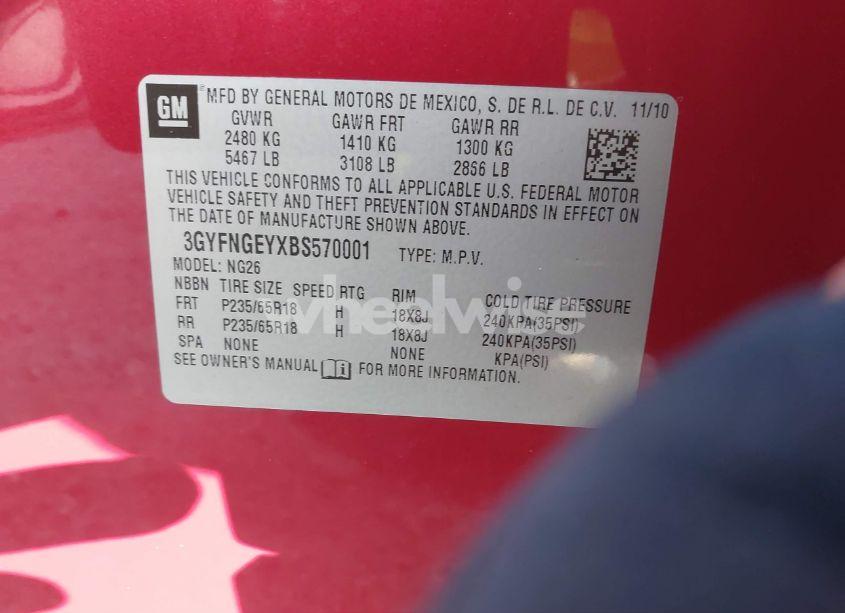 GM
MFD BY GENERAL MOTORS DE MEXICO, S. DE R.L. DE C.V. 11/10
GVWR GAWR FRT GAWR RR
2480 KG 1410 KG 1300 KG
5467 LB 3108 LB 2856 LB
THIS VEHICLE CONFORMS TO ALL APPLICABLE U.S. FEDERAL MOTOR
VEHICLE SAFETY AND THEFT PREVENTION STANDARDS IN EFFECT ON
THE DATE OF MANUFACTURE SHOWN ABOVE.
3GYFNGEYXBS570001 TYPE: M.P.V.
MODEL: NG26
NBBN TIRE SIZE SPEED RTG RIM COLD TIRE PRESSURE
FRT P235/65R18 H 18X8J 240KPA(35PSI)
RR P235/65R18 H 18X8J 240KPA(35PSI)
SPA NONE NONE KPA(PSI)
SEE OWNER'S MANUAL FOR MORE INFORMATION.
wheelwise